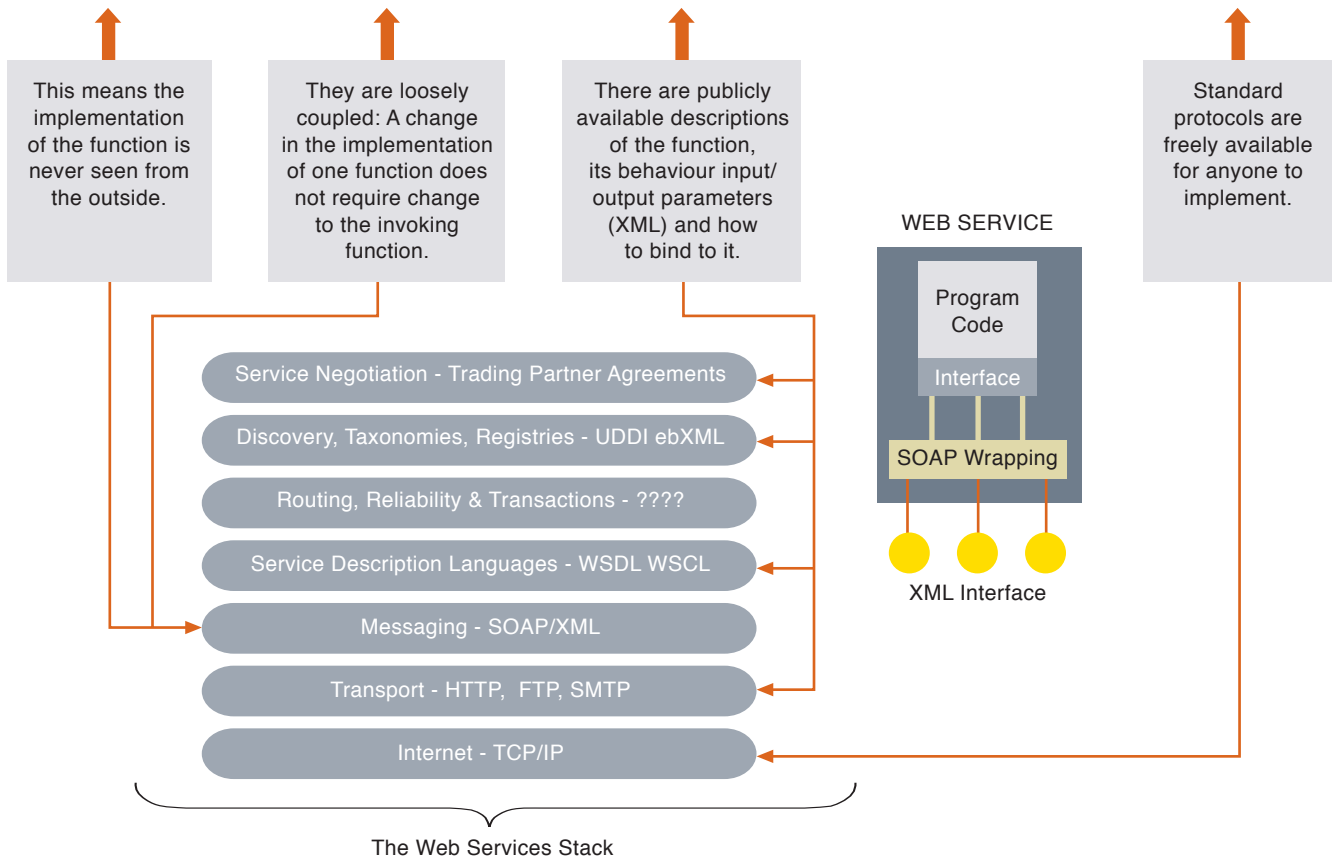 This means the
implementation
of the function is
never seen from
the outside.
They are loosely
coupled: A change
in the implementation
of one function does
not require change
to the invoking
function.
There are publicly
available descriptions
of the function,
its behaviour input/
output parameters
(XML) and how
to bind to it.
Standard
protocols are
freely available
for anyone to
implement.
WEB SERVICE
Program
Code
Interface
SOAP Wrapping
XML Interface
Service Negotiation - Trading Partner Agreements
Discovery, Taxonomies, Registries - UDDI ebXML
Routing, Reliability & Transactions - ????
Service Description Languages - WSDL WSCL
Messaging - SOAP/XML
Transport - HTTP, FTP, SMTP
Internet - TCP/IP
The Web Services Stack